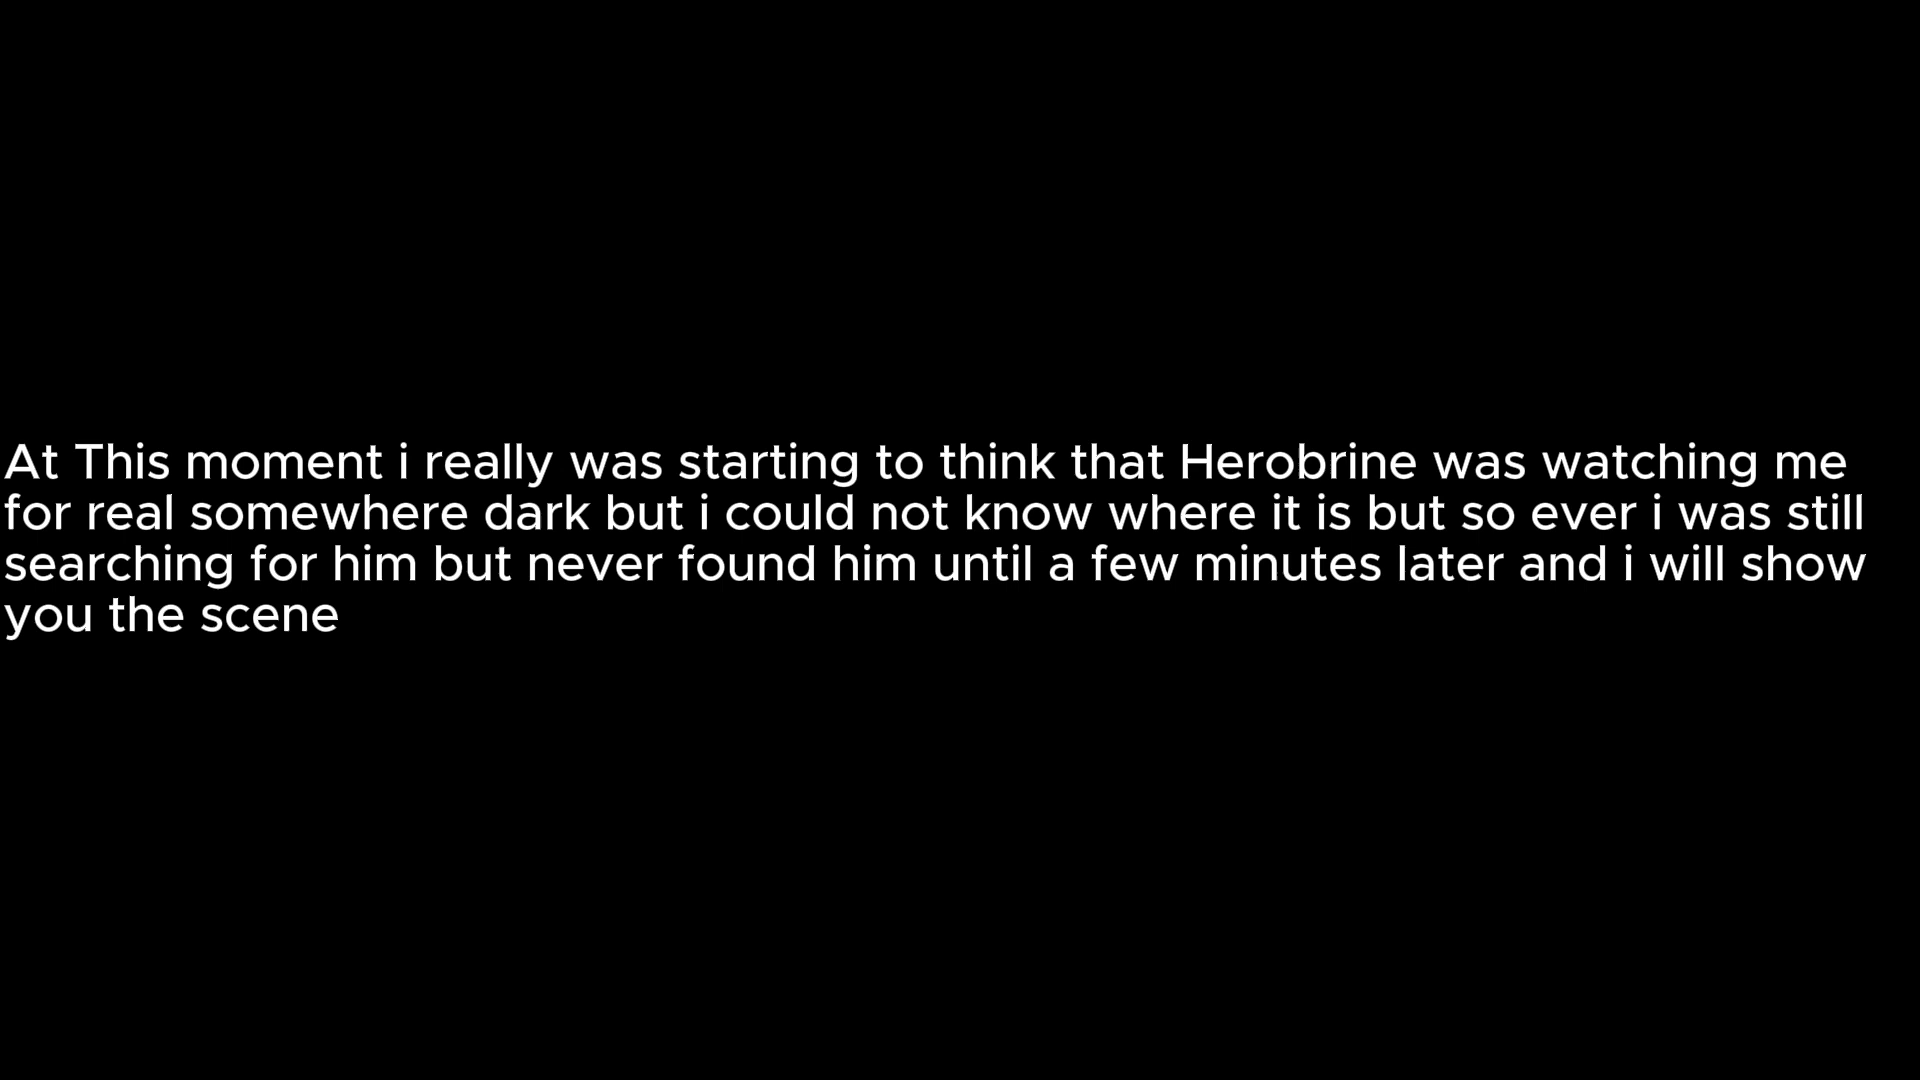 At This moment i really was starting to think that Herobrine was watching me
for real somewhere dark but i could not know where it is but so ever i was still
searching for him but never found him until a few minutes later and i will show
you the scene